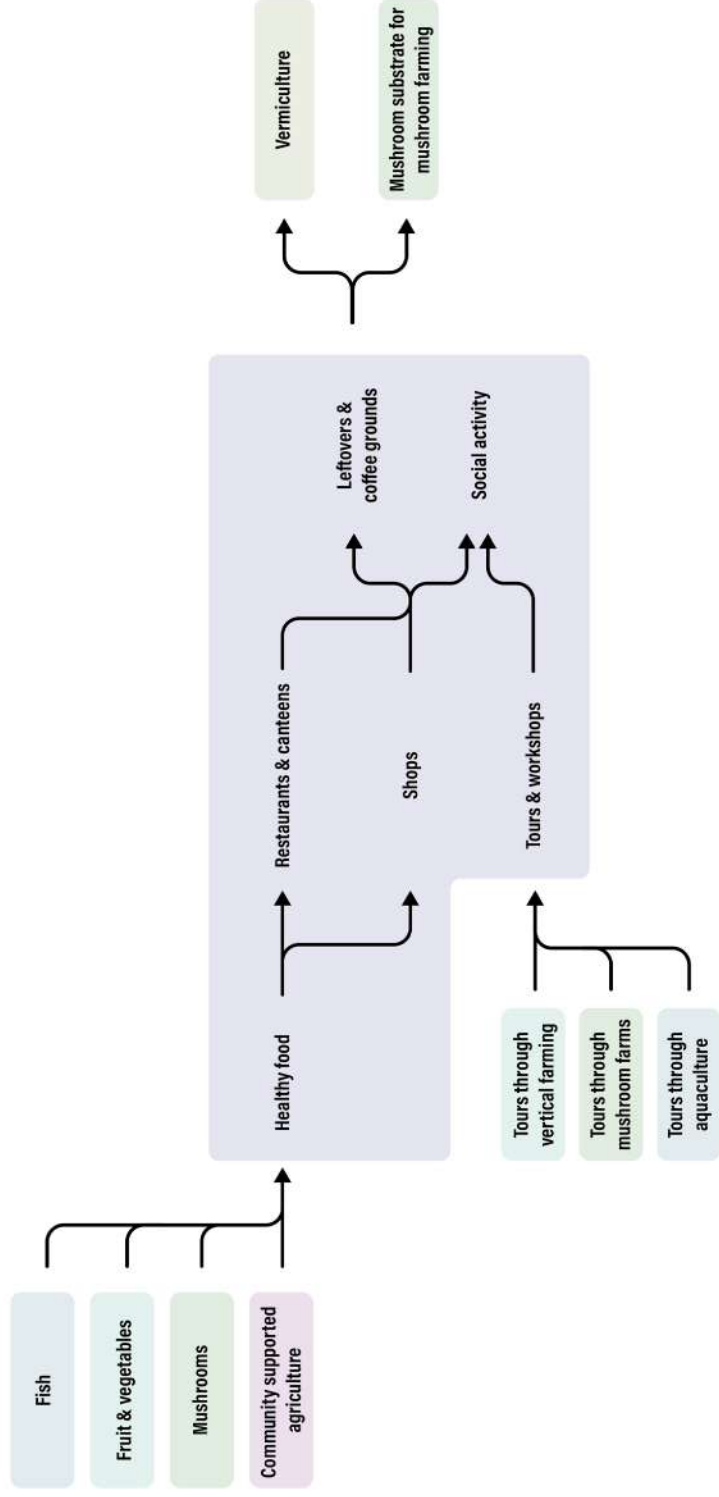 Fish
Fruit & vegetables
Mushrooms
Community supported
agriculture
Healthy food
Tours through
vertical farming
Tours through
mushroom farms
Tours through
aquaculture
Restaurants & canteens
Shops
Tours & workshops
Leftovers &
coffee grounds
Social activity
Vermiculture
Mushroom substrate for
mushroom farming